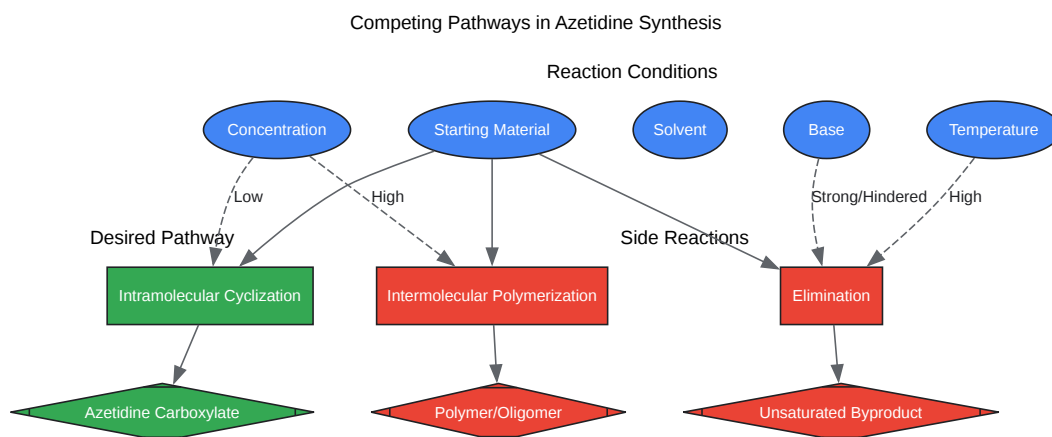 Competing Pathways in Azetidine Synthesis
Reaction Conditions
Concentration
Starting Material
Solvent
Base
Temperature
Low
High
Strong/Hindered
High
Desired Pathway
Side Reactions
Intramolecular Cyclization
Intermolecular Polymerization
Elimination
Azetidine Carboxylate
Polymer/Oligomer
Unsaturated Byproduct